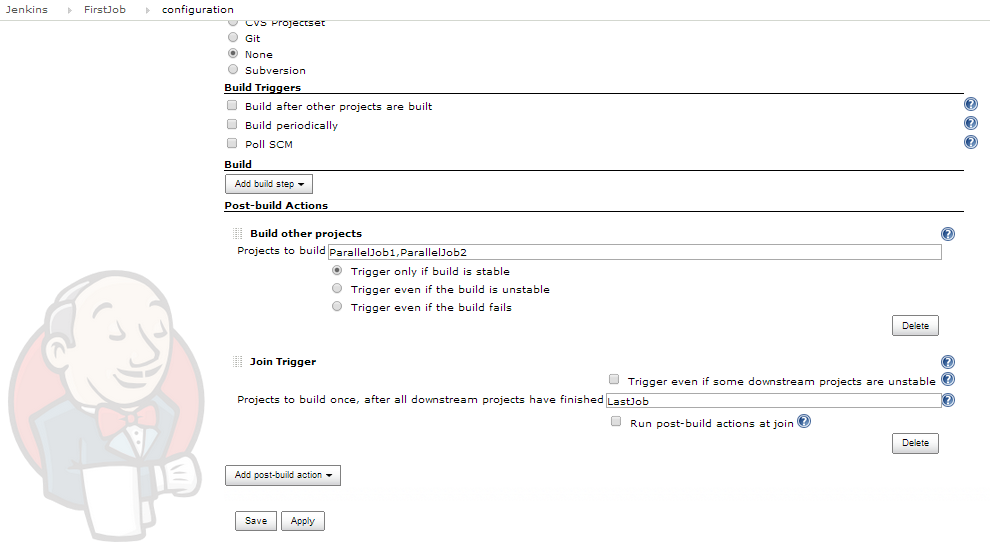 Jenkins FirstJob configuration
CVS Projectset
Git
None
Subversion
Build Triggers
Build after other projects are built
Build periodically
Poll SCM
Build
Add build step
Post-build Actions
Build other projects
Projects to build ParallelJob1,ParallelJob2
Trigger only if build is stable
Trigger even if the build is unstable
Trigger even if the build fails
Delete
Join Trigger
Trigger even if some downstream projects are unstable
Projects to build once, after all downstream projects have finished LastJob
Run post-build actions at join
Delete
Add post-build action
Save Apply